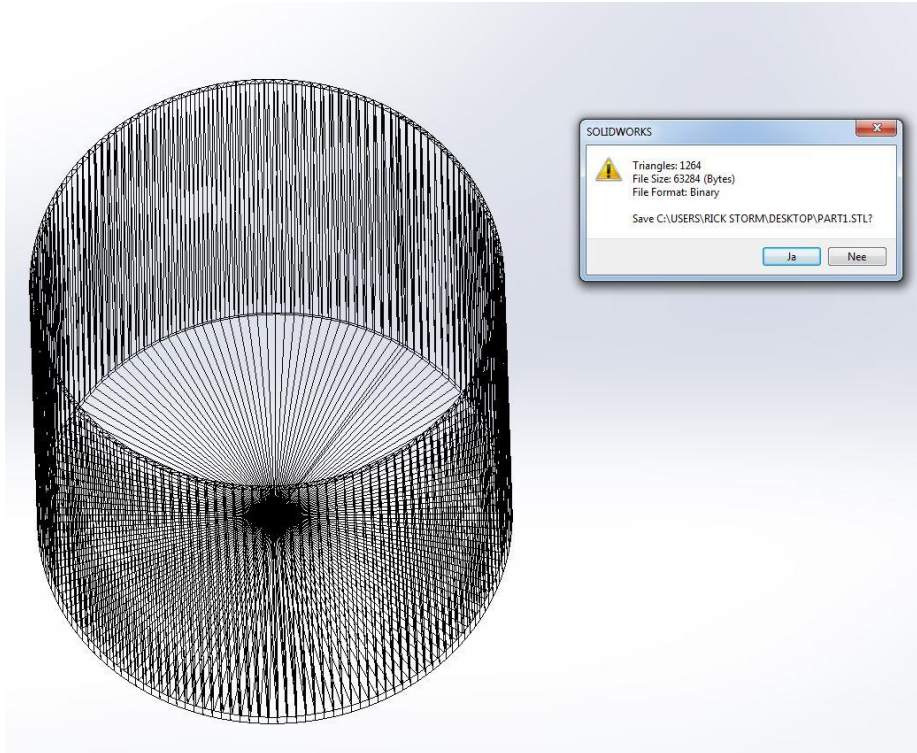 SOLIDWORKS
Triangles: 1264
File Size: 63284 (Bytes)
File Format: Binary
Save C:\USERS\RICK STORM\DESKTOP\PART1.STL?
Ja
Nee